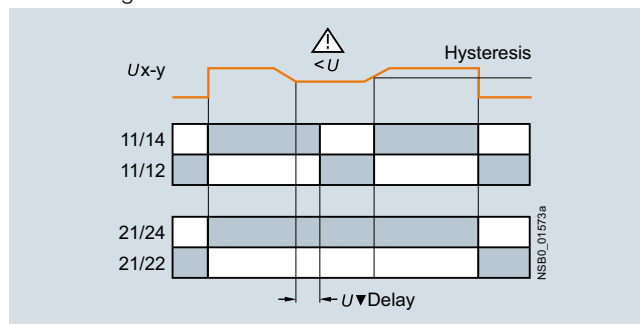 < U
Hysteresis
Ux-y
11/14
11/12
21/24
21/22
U▼Delay
NSB0_01573a